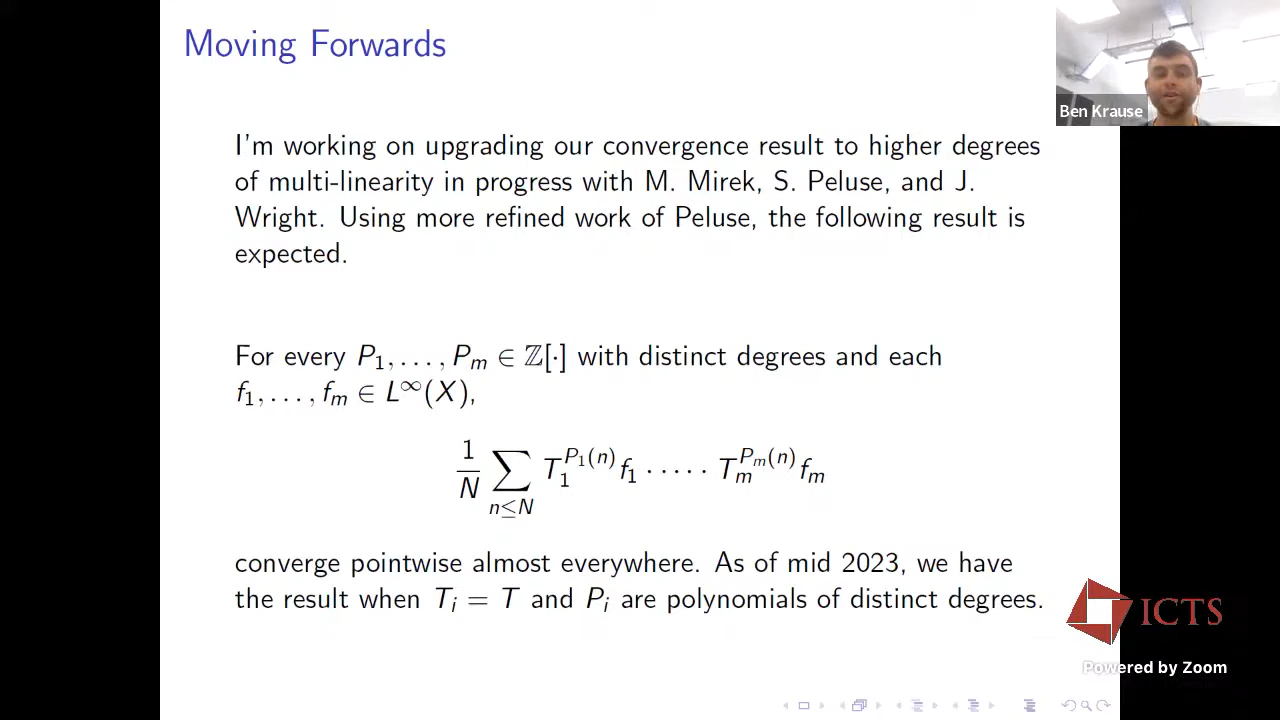 Moving Forwards
Ben Krause
I'm working on upgrading our convergence result to higher degrees
of multi-linearity in progress with M. Mirek, S. Peluse, and J.
Wright. Using more refined work of Peluse, the following result is
expected.
For every P₁, . . . , Pₘ ∈ ℤ[·] with distinct degrees and each
f₁, . . . , fₘ ∈ L^∞(X),
1/N ∑_{n≤N} T₁^{P₁(n)} f₁ · · · · · Tₘ^{Pₘ(n)} fₘ
converge pointwise almost everywhere. As of mid 2023, we have
the result when Tᵢ = T and Pᵢ are polynomials of distinct degrees.
ICTS
Powered by Zoom